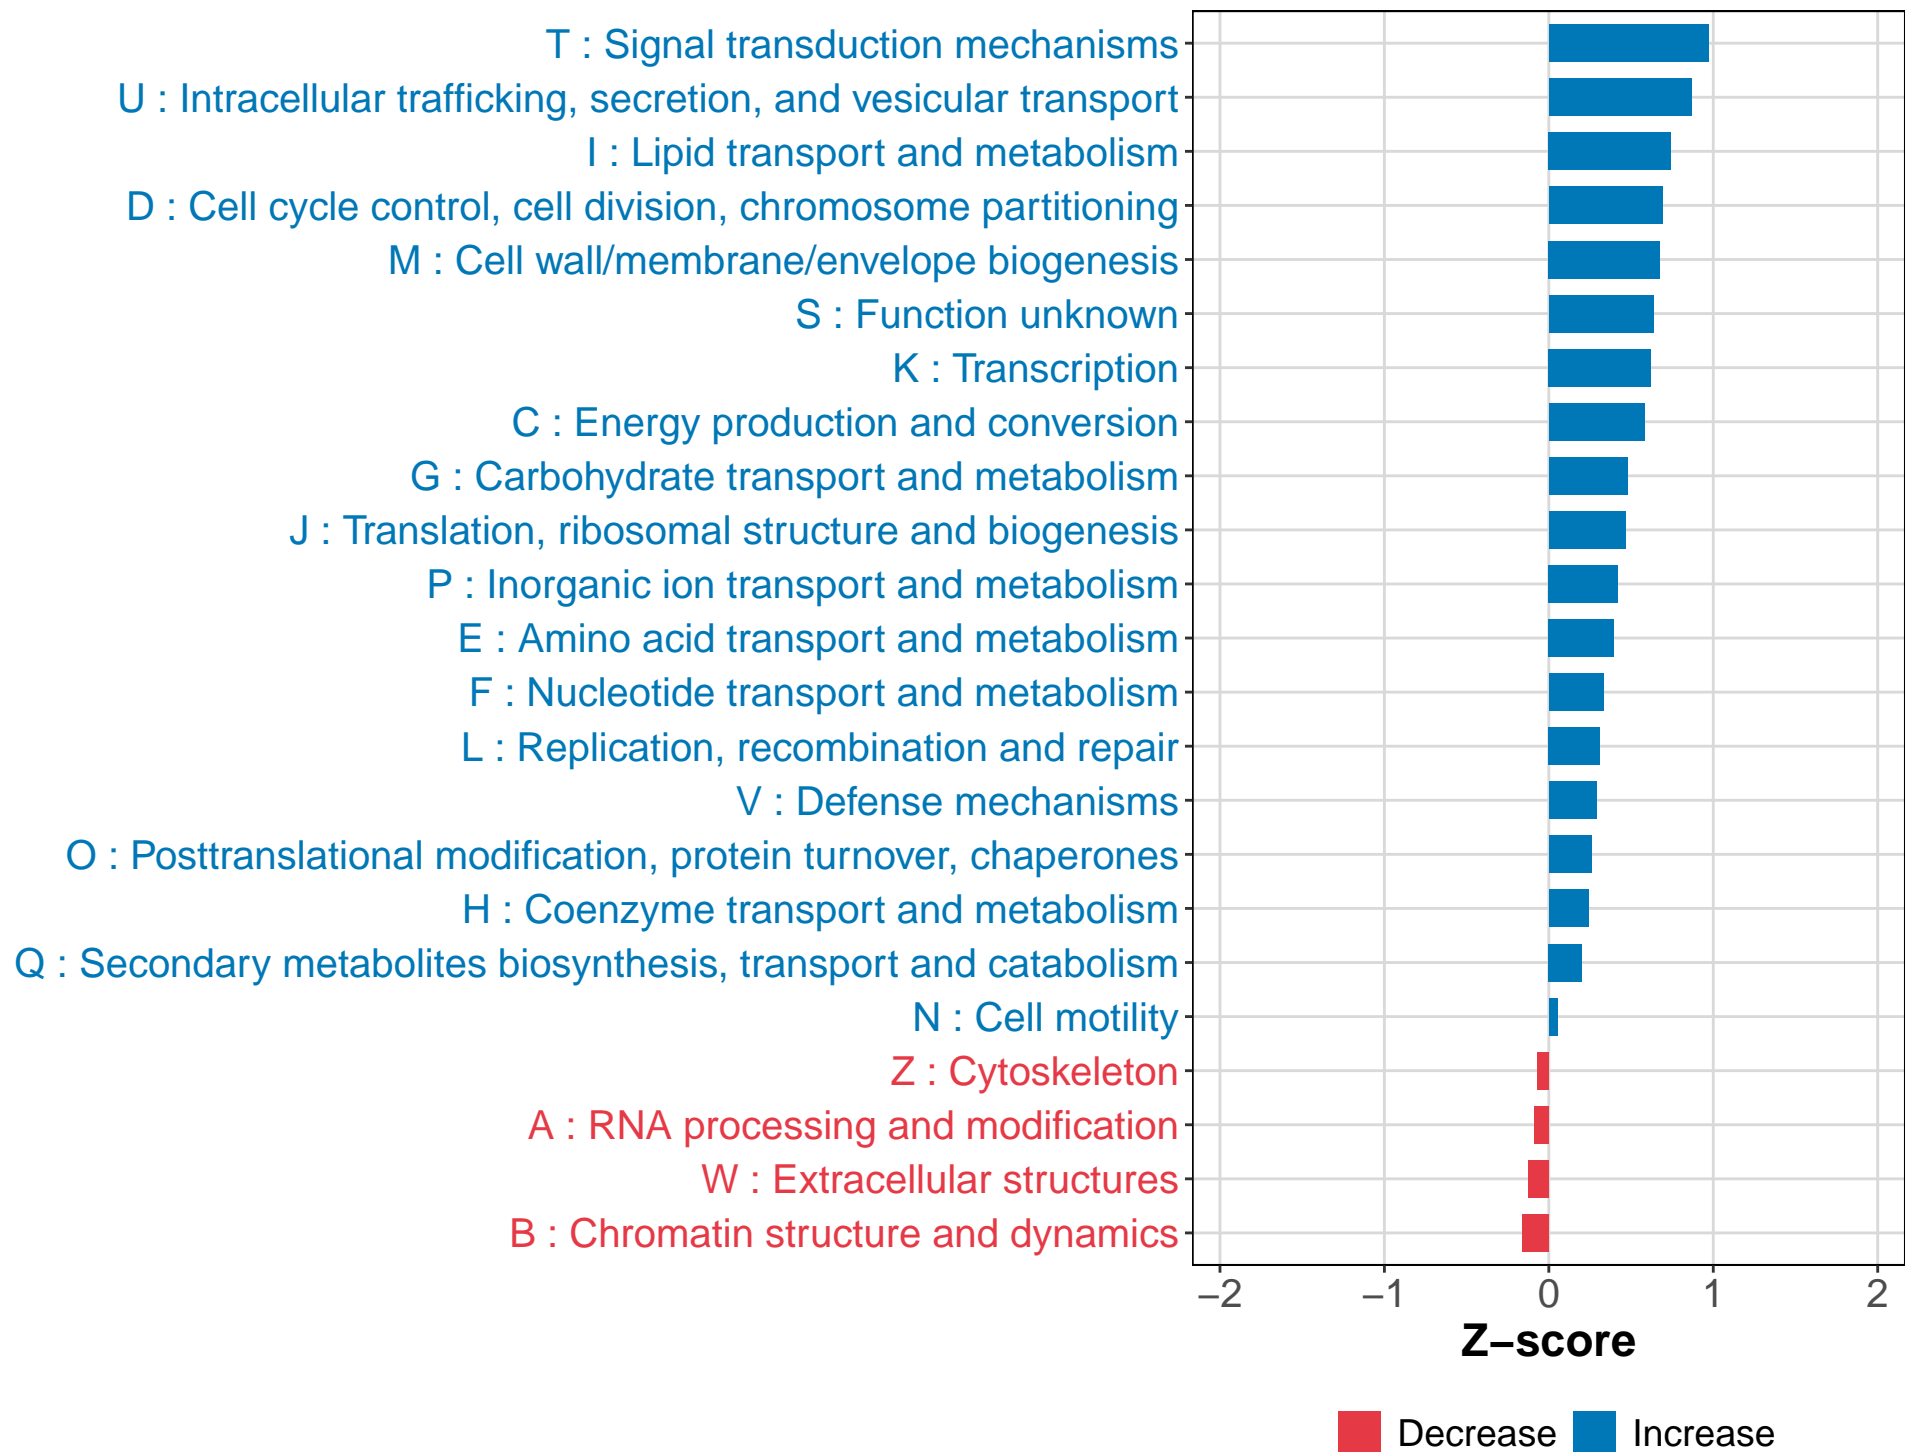 T : Signal transduction mechanisms
U : Intracellular trafficking, secretion, and vesicular transport
I : Lipid transport and metabolism
D : Cell cycle control, cell division, chromosome partitioning
M : Cell wall/membrane/envelope biogenesis
S : Function unknown
K : Transcription
C : Energy production and conversion
G : Carbohydrate transport and metabolism
J : Translation, ribosomal structure and biogenesis
P : Inorganic ion transport and metabolism
E : Amino acid transport and metabolism
F : Nucleotide transport and metabolism
L : Replication, recombination and repair
V : Defense mechanisms
O : Posttranslational modification, protein turnover, chaperones
H : Coenzyme transport and metabolism
Q : Secondary metabolites biosynthesis, transport and catabolism
N : Cell motility
Z : Cytoskeleton
A : RNA processing and modification
W : Extracellular structures
B : Chromatin structure and dynamics
−2 −1 0 1 2
Z−score
Decrease Increase